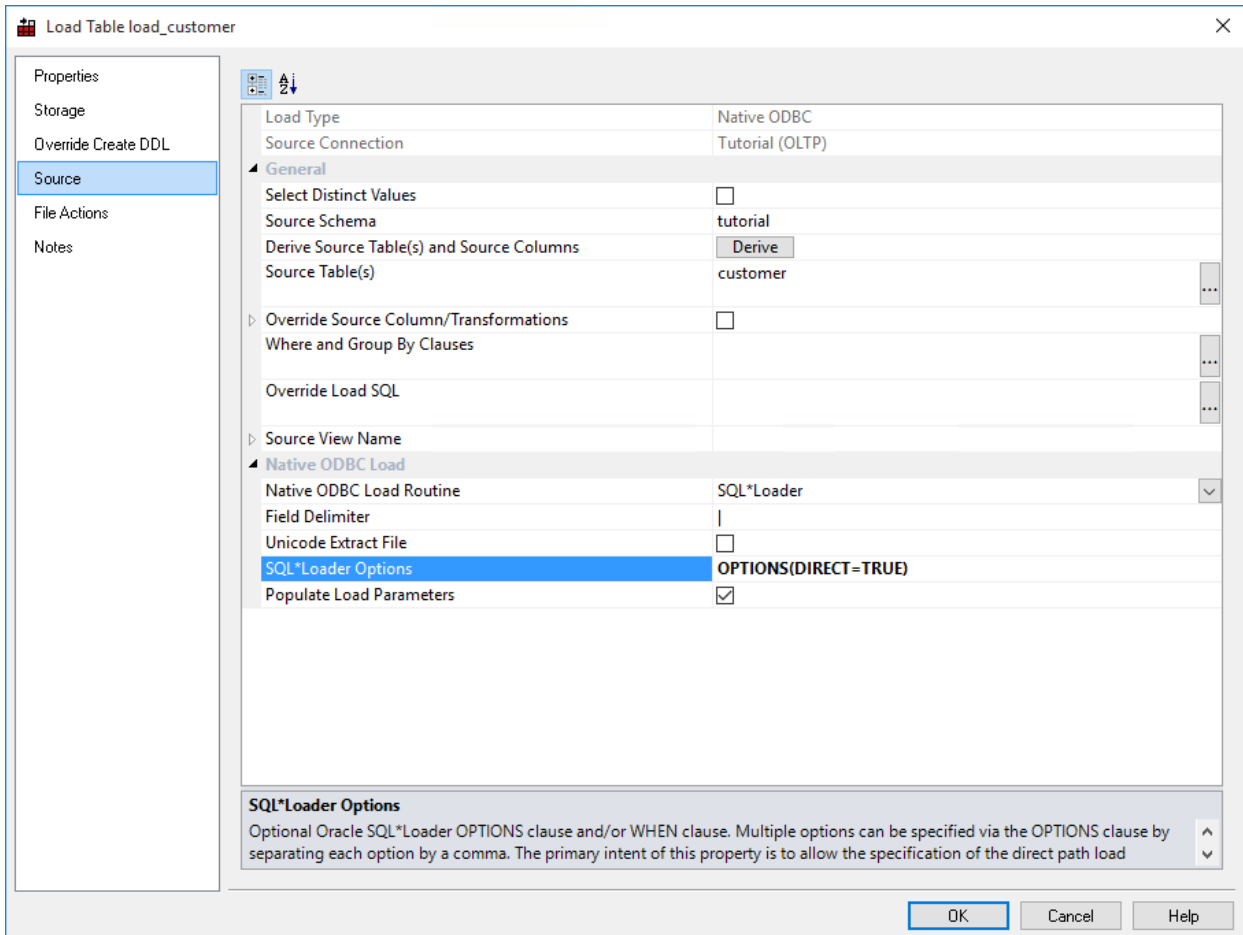 Load Table load_customer
Properties
Storage
Override Create DDL
Source
File Actions
Notes
Load Type Native ODBC
Source Connection Tutorial (OLTP)
General
Select Distinct Values
Source Schema tutorial
Derive Source Table(s) and Source Columns Derive
Source Table(s) customer ...
Override Source Column/Transformations
Where and Group By Clauses ...
Override Load SQL ...
Source View Name
Native ODBC Load
Native ODBC Load Routine SQL*Loader
Field Delimiter |
Unicode Extract File
SQL*Loader Options OPTIONS(DIRECT=TRUE)
Populate Load Parameters
SQL*Loader Options
Optional Oracle SQL*Loader OPTIONS clause and/or WHEN clause. Multiple options can be specified via the OPTIONS clause by
separating each option by a comma. The primary intent of this property is to allow the specification of the direct path load
OK Cancel Help